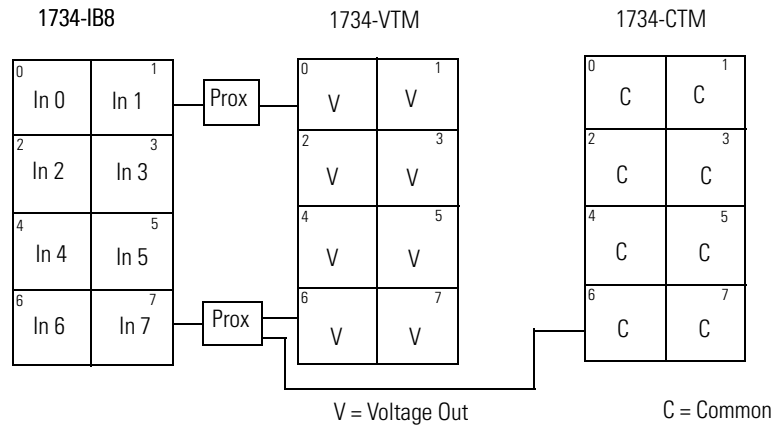 1734-IB8 1734-VTM 1734-CTM
0 1 0 1 0 1
In 0 In 1 Prox V V C C
2 3 2 3 2 3
In 2 In 3 V V C C
4 5 4 5 4 5
In 4 In 5 V V C C
6 7 6 7 6 7
In 6 In 7 Prox V V C C
V = Voltage Out C = Common